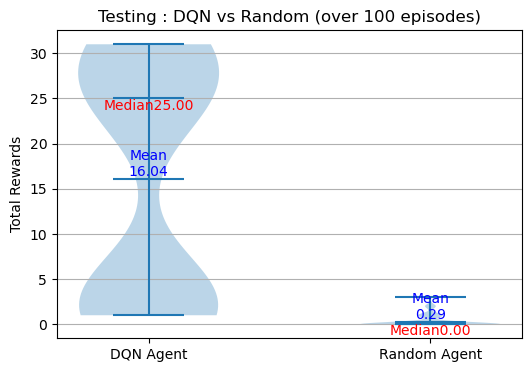 Testing : DQN vs Random (over 100 episodes)
Total Rewards
30
25
20
15
10
5
0
Median25.00
Mean
16.04
Mean
0.29
Median0.00
DQN Agent
Random Agent